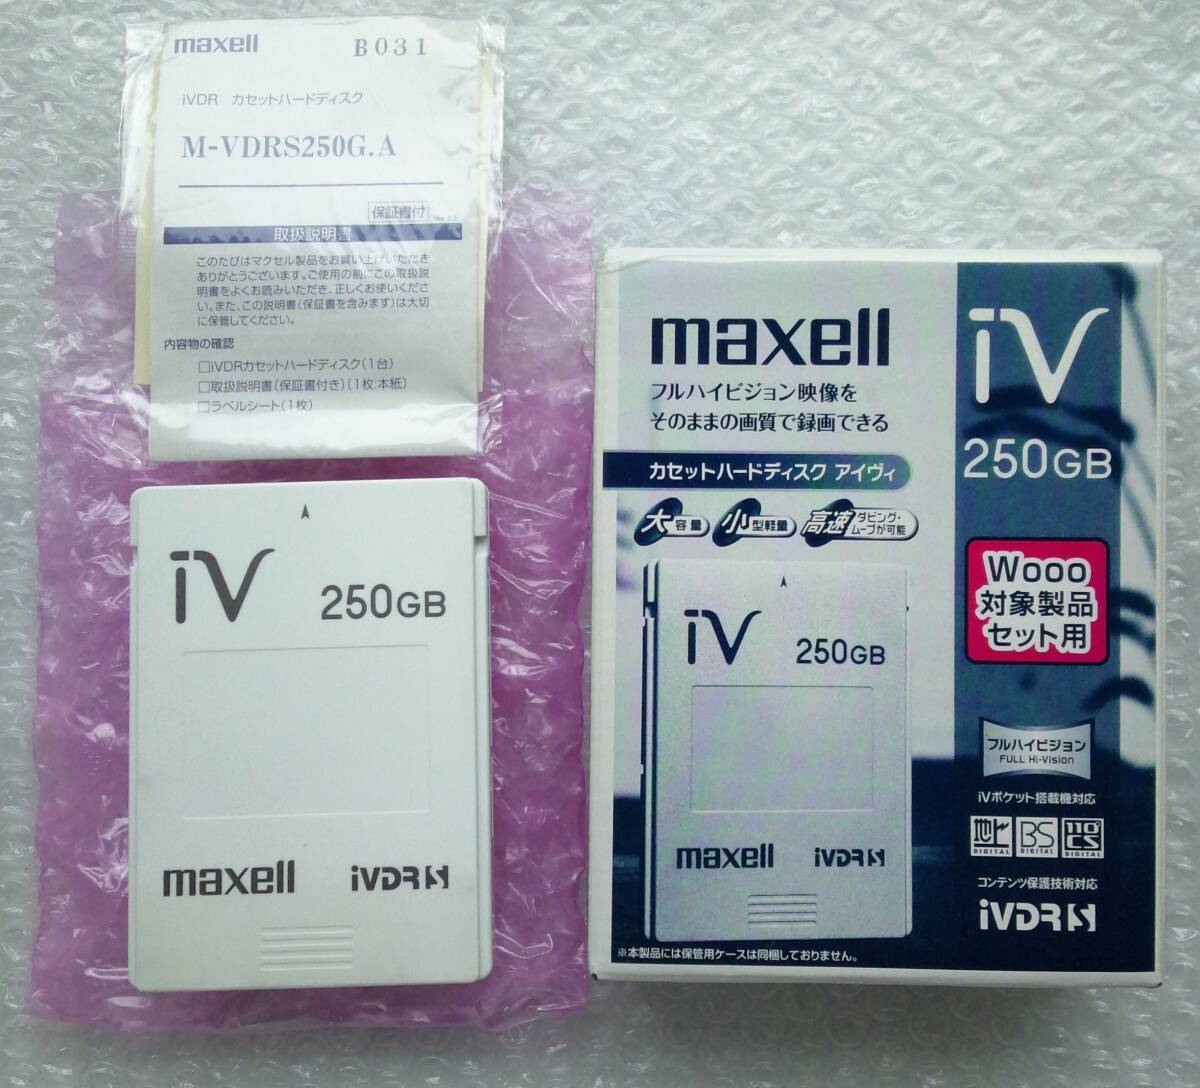 maxell
B031
iVDR カセットハードディスク
M-VDRS250G.A
保証書付
Ver. 2.2
取扱説明書
このたびはマクセル製品をお買い上げいただき
ありがとうございます。ご使用の前にこの取扱説
明書をよくお読みいただき、正しくお使いくださ
い。また、この説明書(保証書を含みます)は大切
に保管してください。
内容物の確認
□iVDRカセットハードディスク(1台)
□取扱説明書(保証書付き)(1枚:本紙)
□ラベルシート(1枚)
iV
250GB
maxell
iVDR S
maxell
フルハイビジョン映像を
そのままの画質で録画できる
カセットハードディスク アイヴィ
大容量
小型軽量
高速ダビング・
ムーブが可能
iV
250GB
maxell
iVDR S
※本製品には保管用ケースは同梱しておりません。
iV
250GB
Wooo
対象製品
セット用
フルハイビジョン
FULL Hi-Vision
iVポケット搭載機対応
地上 DIGITAL
BS DIGITAL
110°CS DIGITAL
コンテンツ保護技術対応
iVDR S